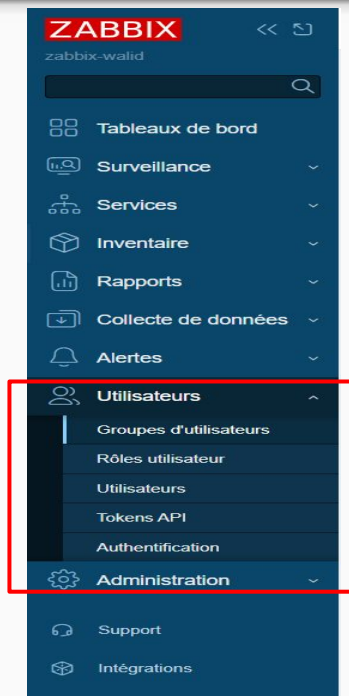 ZABBIX
zabbix-walid
Tableaux de bord
Surveillance
Services
Inventaire
Rapports
Collecte de données
Alertes
Utilisateurs
Groupes d'utilisateurs
Rôles utilisateur
Utilisateurs
Tokens API
Authentification
Administration
Support
Intégrations